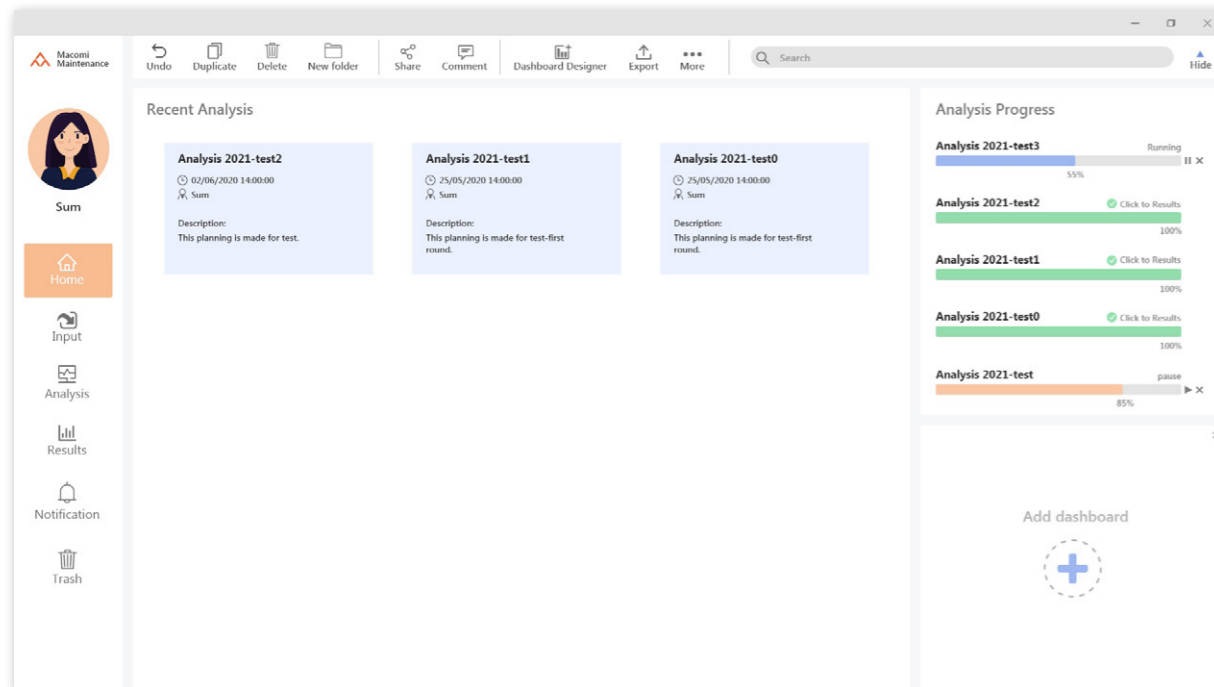 Macomi
Maintenance
Undo
Duplicate
Delete
New folder
Share
Comment
Dashboard Designer
Export
More
Search
Hide
Sum
Home
Input
Analysis
Results
Notification
Trash
Recent Analysis
Analysis 2021-test2
02/06/2020 14:00:00
Sum
Description:
This planning is made for test.
Analysis 2021-test1
25/05/2020 14:00:00
Sum
Description:
This planning is made for test-first
round.
Analysis 2021-test0
25/05/2020 14:00:00
Sum
Description:
This planning is made for test-first
round.
Analysis Progress
Analysis 2021-test3 Running
55%
Analysis 2021-test2 Click to Results
100%
Analysis 2021-test1 Click to Results
100%
Analysis 2021-test0 Click to Results
100%
Analysis 2021-test pause
85%
Add dashboard